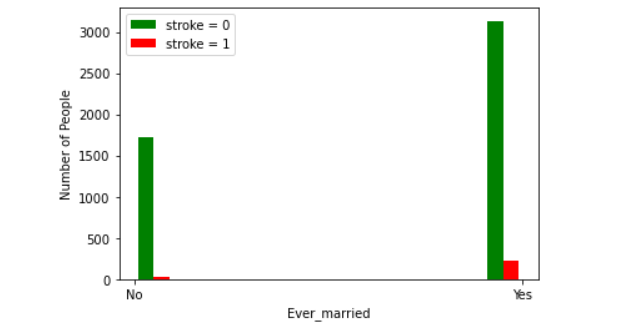 stroke = 0
stroke = 1
3000
2500
2000
1500
1000
500
0
Number of People
No
Yes
Ever_married